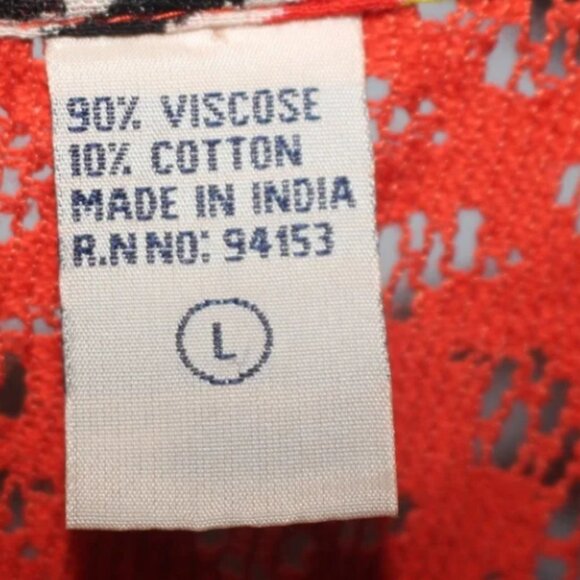 90% VISCOSE
10% COTTON
MADE IN INDIA
R.N NO: 94153
L